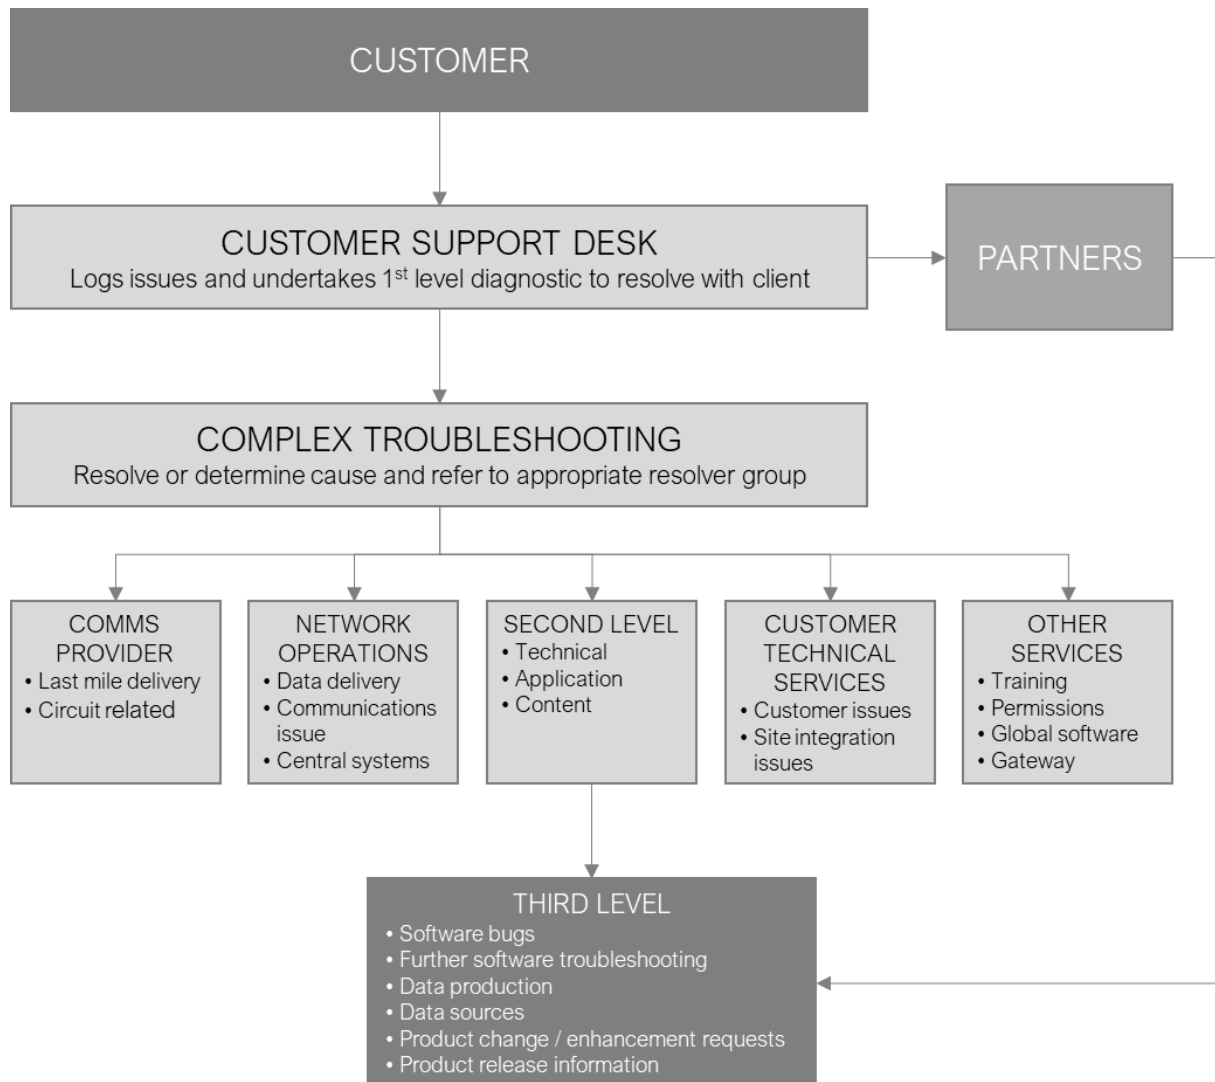 CUSTOMER
CUSTOMER SUPPORT DESK
Logs issues and undertakes 1st level diagnostic to resolve with client
PARTNERS
COMPLEX TROUBLESHOOTING
Resolve or determine cause and refer to appropriate resolver group
COMMS
PROVIDER
• Last mile delivery
• Circuit related
NETWORK
OPERATIONS
• Data delivery
• Communications
issue
• Central systems
SECOND LEVEL
• Technical
• Application
• Content
CUSTOMER
TECHNICAL
SERVICES
• Customer issues
• Site integration
issues
OTHER
SERVICES
• Training
• Permissions
• Global software
• Gateway
THIRD LEVEL
• Software bugs
• Further software troubleshooting
• Data production
• Data sources
• Product change / enhancement requests
• Product release information